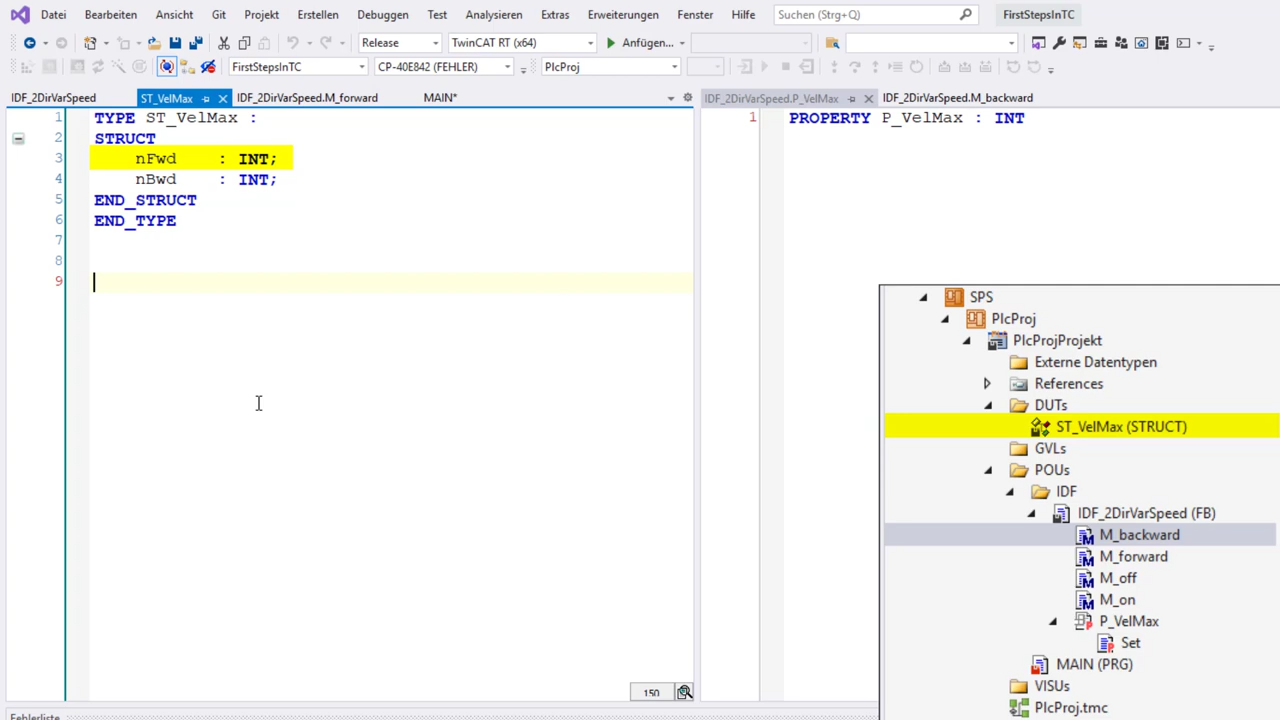 Datei Bearbeiten Ansicht Git Projekt Erstellen Debuggen Test Analysieren Extras Erweiterungen Fenster Hilfe Suchen (Strg+Q) FirstStepsInTC
Release TwinCAT RT (x64) Anfügen...
FirstStepsInTC CP-40E842 (FEHLER) PlcProj
IDF_2DirVarSpeed ST_VelMax IDF_2DirVarSpeed.M_forward MAIN* IDF_2DirVarSpeed.P_VelMax IDF_2DirVarSpeed.M_backward
1 TYPE ST_VelMax :
2 STRUCT
3 nFwd : INT;
4 nBwd : INT;
5 END_STRUCT
6 END_TYPE
7
8
9
150
1 PROPERTY P_VelMax : INT
SPS
PlcProj
PlcProjProjekt
Externe Datentypen
References
DUTs
ST_VelMax (STRUCT)
GVLs
POUs
IDF
IDF_2DirVarSpeed (FB)
M_backward
M_forward
M_off
M_on
P_VelMax
Set
MAIN (PRG)
VISUs
PlcProj.tmc
Fehlerliste